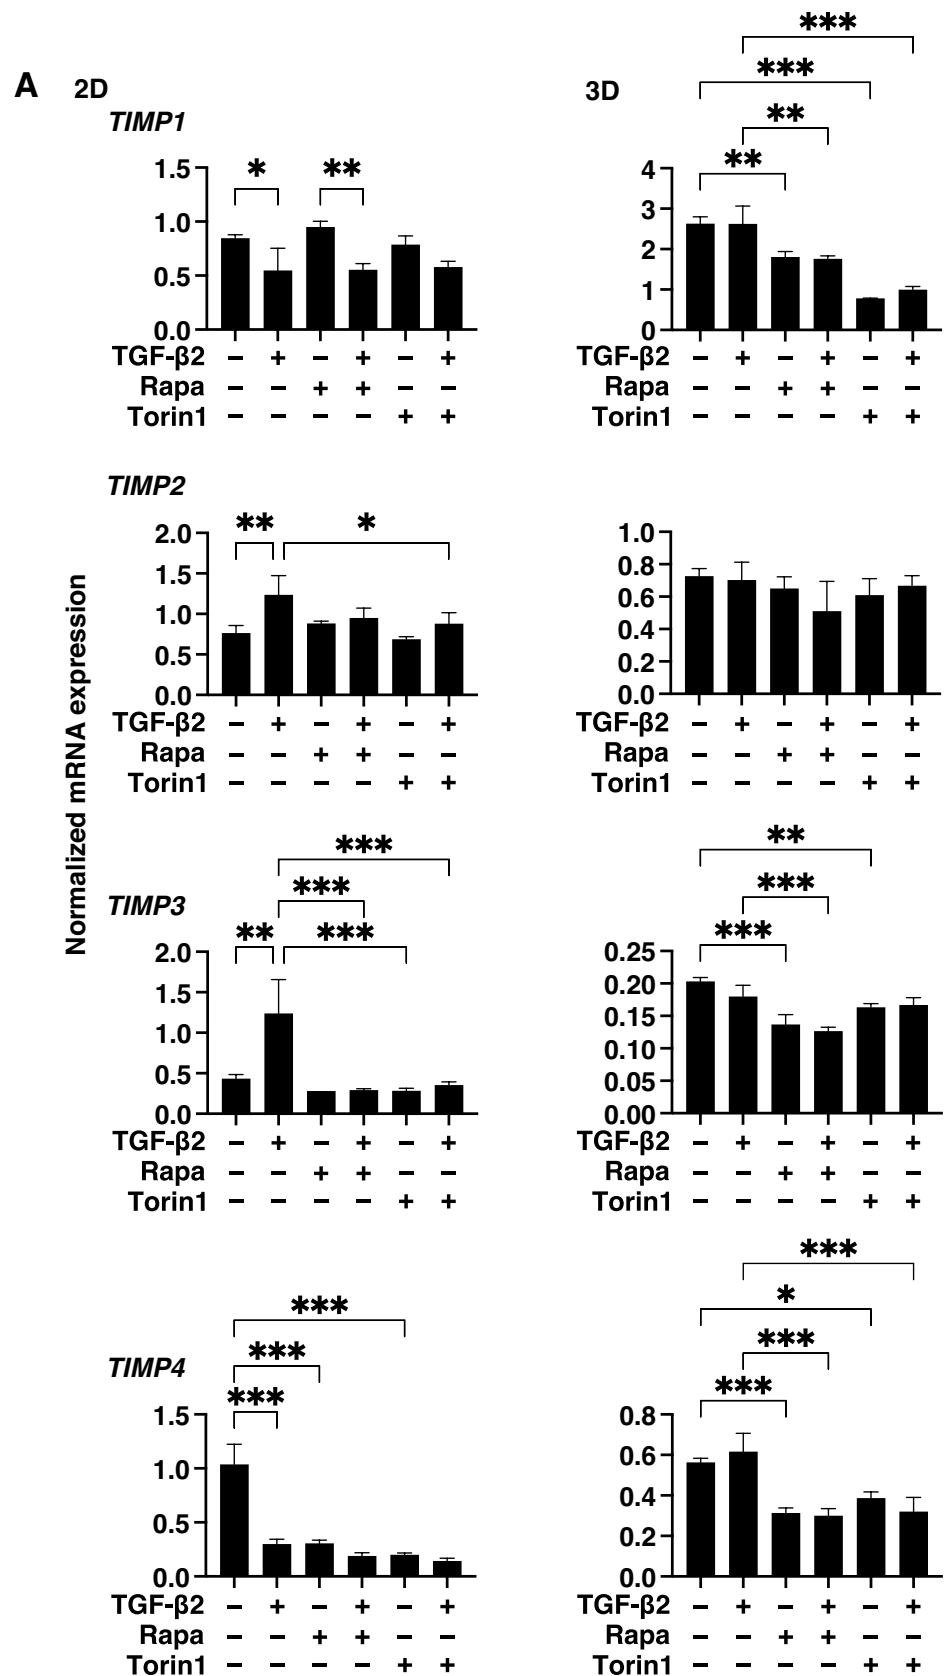 A 2D 3D
TIMP1
* **
1.5
1.0
0.5
0.0
TGF-β2 − + − + − +
Rapa − − + + − −
Torin1 − − − − + +
***
***
**
**
4
3
2
1
0
TGF-β2 − + − + − +
Rapa − − + + − −
Torin1 − − − − + +
Normalized mRNA expression
TIMP2
** *
2.0
1.5
1.0
0.5
0.0
TGF-β2 − + − + − +
Rapa − − + + − −
Torin1 − − − − + +
1.0
0.8
0.6
0.4
0.2
0.0
TGF-β2 − + − + − +
Rapa − − + + − −
Torin1 − − − − + +
TIMP3
***
***
** ***
2.0
1.5
1.0
0.5
0.0
TGF-β2 − + − + − +
Rapa − − + + − −
Torin1 − − − − + +
**
***
***
0.25
0.20
0.15
0.10
0.05
0.00
TGF-β2 − + − + − +
Rapa − − + + − −
Torin1 − − − − + +
TIMP4
***
***
***
1.5
1.0
0.5
0.0
TGF-β2 − + − + − +
Rapa − − + + − −
Torin1 − − − − + +
***
*
***
***
0.8
0.6
0.4
0.2
0.0
TGF-β2 − + − + − +
Rapa − − + + − −
Torin1 − − − − + +